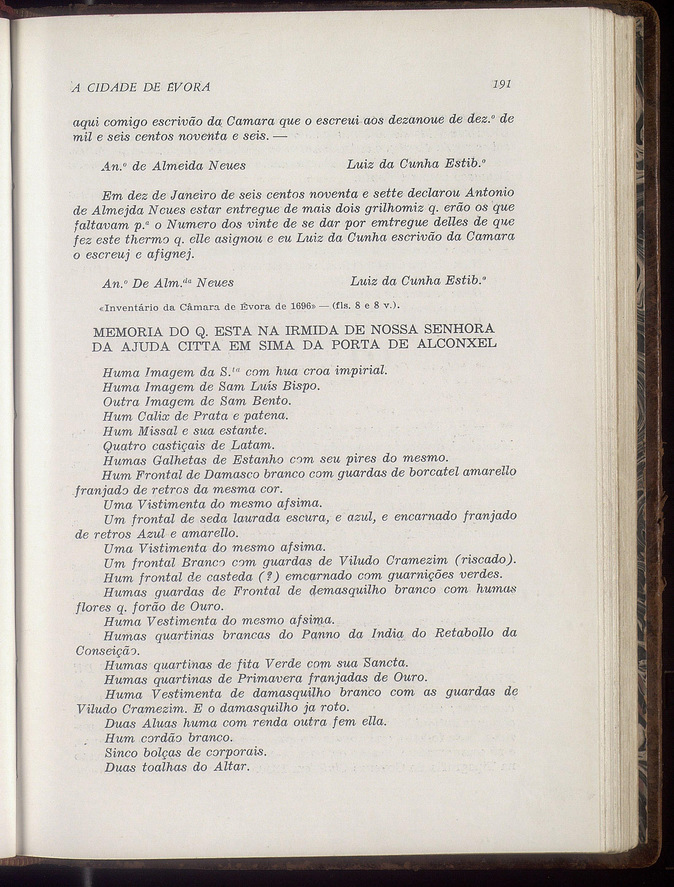 A CIDADE DE ÉVORA 191
aqui comigo escrivão da Camara que o escreui aos dezanoue de dez.º de
mil e seis centos noventa e seis. —
An.º de Almeida Neues Luiz da Cunha Estib.º
Em dez de Janeiro de seis centos noventa e sette declarou Antonio
de Almejda Neues estar entregue de mais dois grilhomiz q. erão os que
faltavam p.ª o Numero dos vinte de se dar por emtregue delles de que
fez este thermo q. elle asignou e eu Luiz da Cunha escrivão da Camara
o escreuj e afignej.
An.º De Alm.da Neues Luiz da Cunha Estib.º
«Inventário da Câmara de Évora de 1696» — (fls. 8 e 8 v.).
MEMORIA DO Q. ESTA NA IRMIDA DE NOSSA SENHORA
DA AJUDA CITTA EM SIMA DA PORTA DE ALCONXEL
Huma Imagem da S.ta com hua croa impirial.
Huma Imagem de Sam Luís Bispo.
Outra Imagem de Sam Bento.
Hum Calix de Prata e patena.
Hum Missal e sua estante.
Quatro castiçais de Latam.
Humas Galhetas de Estanho com seu pires do mesmo.
Hum Frontal de Damasco branco com guardas de borcatel amarello
franjado de retros da mesma cor.
Uma Vistimenta do mesmo afsima.
Um frontal de seda laurada escura, e azul, e encarnado franjado
de retros Azul e amarello.
Uma Vistimenta do mesmo afsima.
Um frontal Branco com guardas de Viludo Cramezim (riscado).
Hum frontal de casteda (?) emcarnado com guarnições verdes.
Humas guardas de Frontal de demasquilho branco com humas
flores q. forão de Ouro.
Huma Vestimenta do mesmo afsima.
Humas quartinas brancas do Panno da India do Retabollo da
Conseição.
Humas quartinas de fita Verde com sua Sancta.
Humas quartinas de Primavera franjadas de Ouro.
Huma Vestimenta de damasquilho branco com as guardas de
Viludo Cramezim. E o damasquilho ja roto.
Duas Aluas huma com renda outra fem ella.
Hum cordão branco.
Sinco bolças de corporais.
Duas toalhas do Altar.